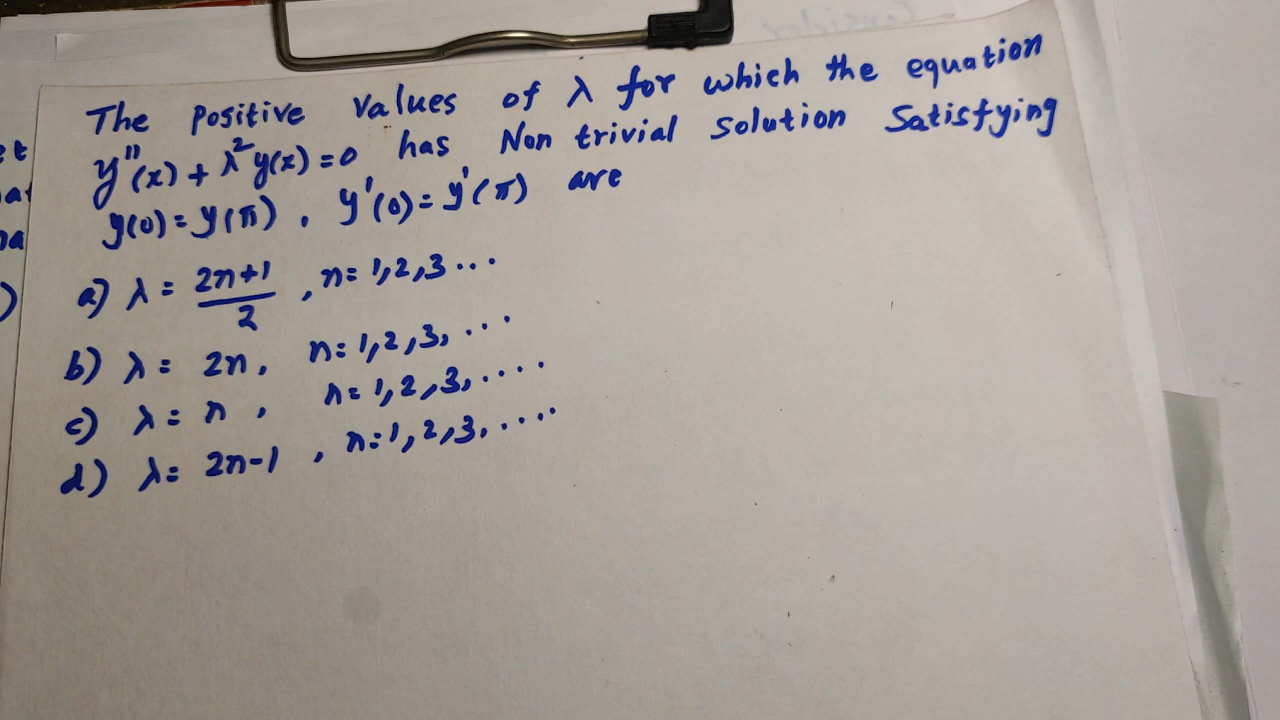 The positive values of λ for which the equation
y''(x) + λ²y(x) = 0 has Non trivial solution Satisfying
y(0) = y(π) , y'(0) = y'(π) are
a) λ = 2n+1/2 , n = 1,2,3...
b) λ = 2n, n = 1,2,3, ...
c) λ = n , n = 1,2,3, ....
d) λ = 2n-1 , n = 1,2,3, ....